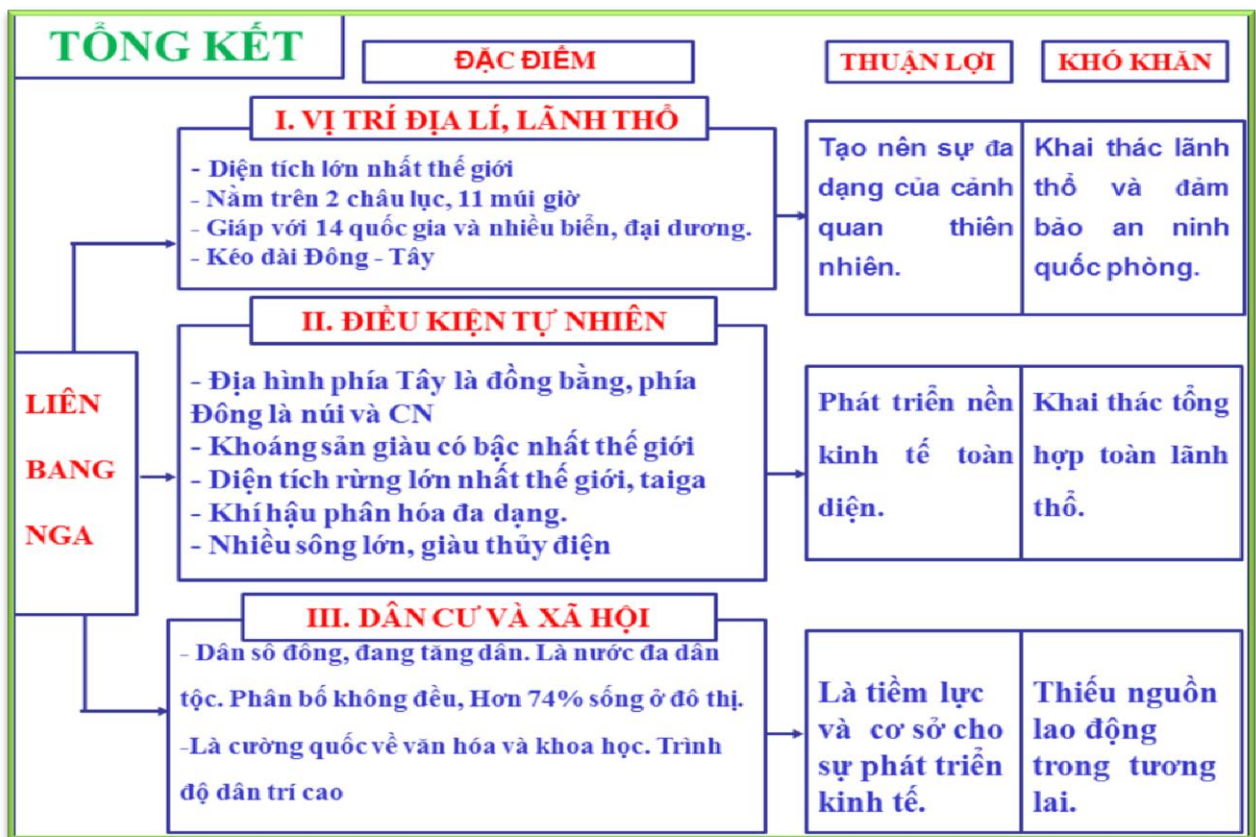 TỔNG KẾT
ĐẶC ĐIỂM
THUẬN LỢI
KHÓ KHĂN
I. VỊ TRÍ ĐỊA LÍ, LÃNH THỔ
- Diện tích lớn nhất thế giới
- Nằm trên 2 châu lục, 11 múi giờ
- Giáp với 14 quốc gia và nhiều biển, đại dương.
- Kéo dài Đông - Tây
Tạo nên sự đa
dạng của cảnh
quan thiên
nhiên.
Khai thác lãnh
thổ và đảm
bảo an ninh
quốc phòng.
LIÊN
BANG
NGA
II. ĐIỀU KIỆN TỰ NHIÊN
- Địa hình phía Tây là đồng bằng, phía
Đông là núi và CN
- Khoáng sản giàu có bậc nhất thế giới
- Diện tích rừng lớn nhất thế giới, taiga
- Khí hậu phân hóa đa dạng.
- Nhiều sông lớn, giàu thủy điện
Phát triển nền
kinh tế toàn
diện.
Khai thác tổng
hợp toàn lãnh
thổ.
III. DÂN CƯ VÀ XÃ HỘI
- Dân sô đông, đang tăng dân. Là nước đa dân
tộc. Phân bố không đều, Hơn 74% sống ở đô thị.
-Là cường quốc về văn hóa và khoa học. Trình
độ dân trí cao
Là tiềm lực
và cơ sở cho
sự phát triển
kinh tế.
Thiếu nguồn
lao động
trong tương
lai.